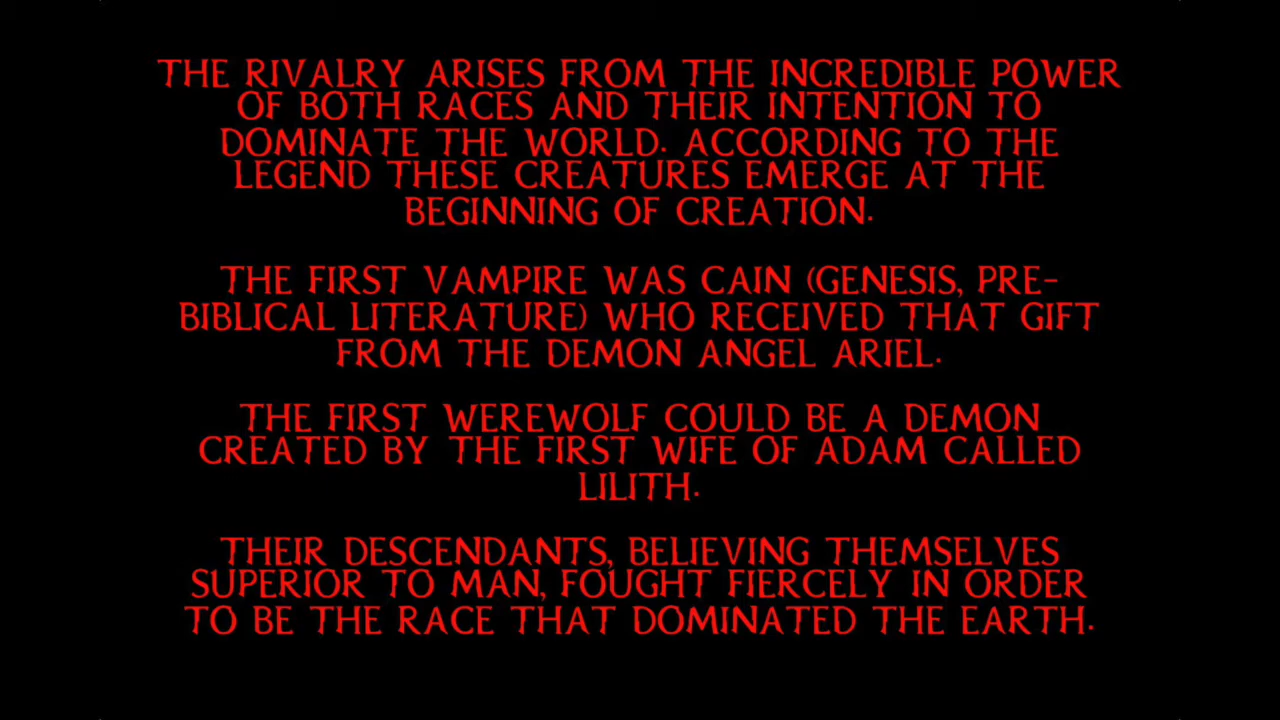 THE RIVALRY ARISES FROM THE INCREDIBLE POWER
OF BOTH RACES AND THEIR INTENTION TO
DOMINATE THE WORLD. ACCORDING TO THE
LEGEND THESE CREATURES EMERGE AT THE
BEGINNING OF CREATION.
THE FIRST VAMPIRE WAS CAIN (GENESIS, PRE-
BIBLICAL LITERATURE) WHO RECEIVED THAT GIFT
FROM THE DEMON ANGEL ARIEL.
THE FIRST WEREWOLF COULD BE A DEMON
CREATED BY THE FIRST WIFE OF ADAM CALLED
LILITH.
THEIR DESCENDANTS, BELIEVING THEMSELVES
SUPERIOR TO MAN, FOUGHT FIERCELY IN ORDER
TO BE THE RACE THAT DOMINATED THE EARTH.